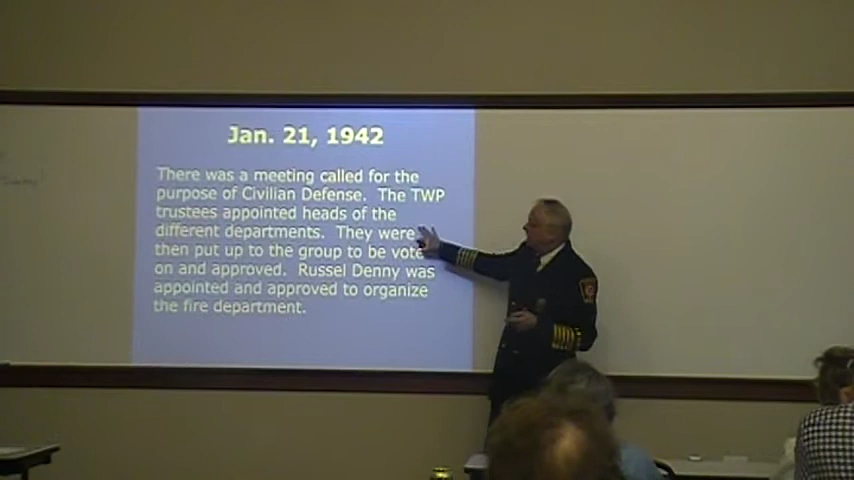 Jan. 21, 1942
There was a meeting called for the
purpose of Civilian Defense. The TWP
trustees appointed heads of the
different departments. They were
then put up to the group to be vote
on and approved. Russel Denny was
appointed and approved to organize
the fire department.